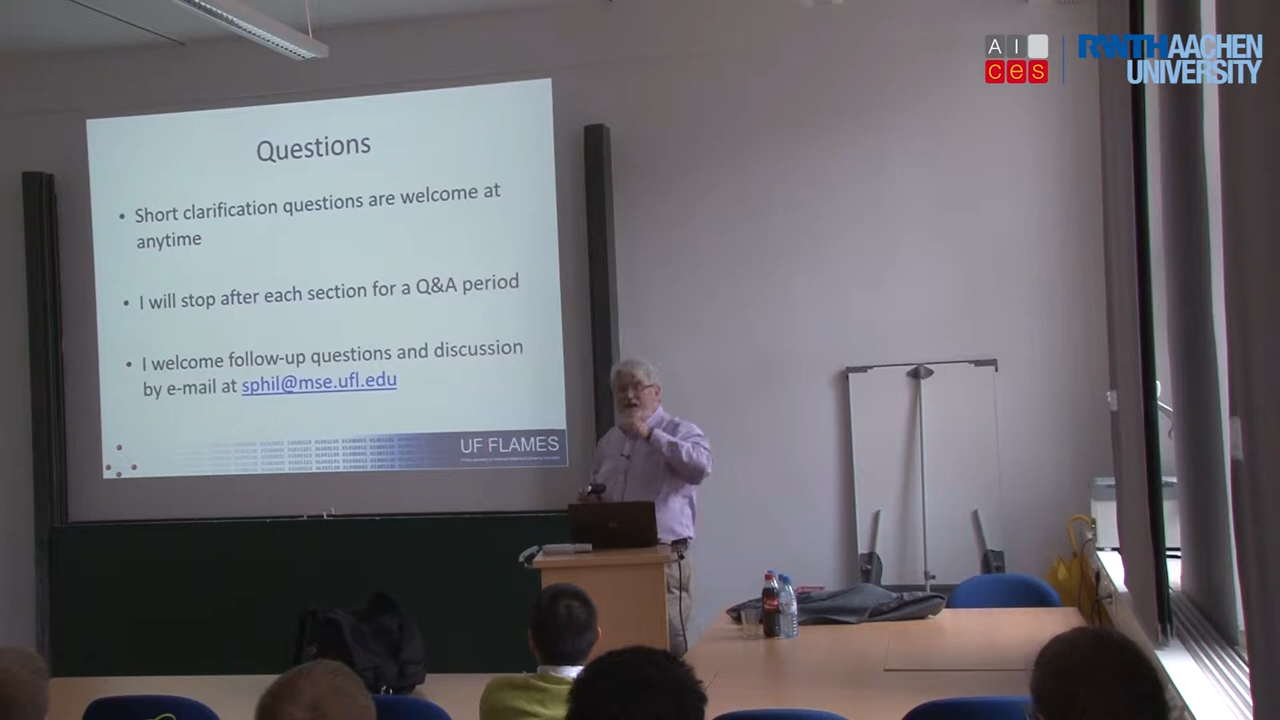 AI
ces
RWTHAACHEN
UNIVERSITY
Questions
• Short clarification questions are welcome at
anytime
• I will stop after each section for a Q&A period
• I welcome follow-up questions and discussion
by e-mail at sphil@mse.ufl.edu
UF FLAMES